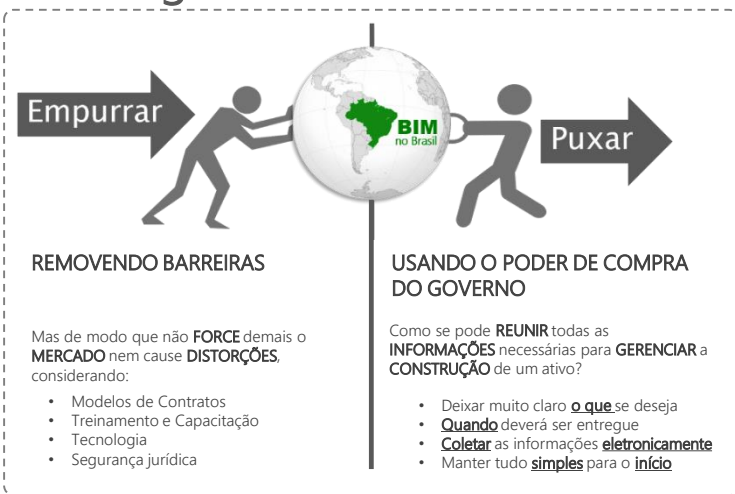 Empurrar
BIM
no Brasil
Puxar
REMOVENDO BARREIRAS
Mas de modo que não FORCE demais o
MERCADO nem cause DISTORÇÕES,
considerando:
• Modelos de Contratos
• Treinamento e Capacitação
• Tecnologia
• Segurança jurídica
USANDO O PODER DE COMPRA
DO GOVERNO
Como se pode REUNIR todas as
INFORMAÇÕES necessárias para GERENCIAR a
CONSTRUÇÃO de um ativo?
• Deixar muito claro o que se deseja
• Quando deverá ser entregue
• Coletar as informações eletronicamente
• Manter tudo simples para o início